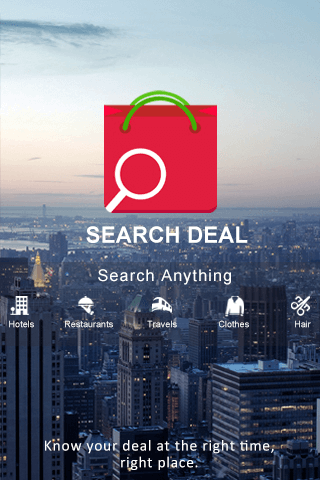 SEARCH DEAL
Search Anything
Hotels Restaurants Travels Clothes Hair
Know your deal at the right time,
right place.